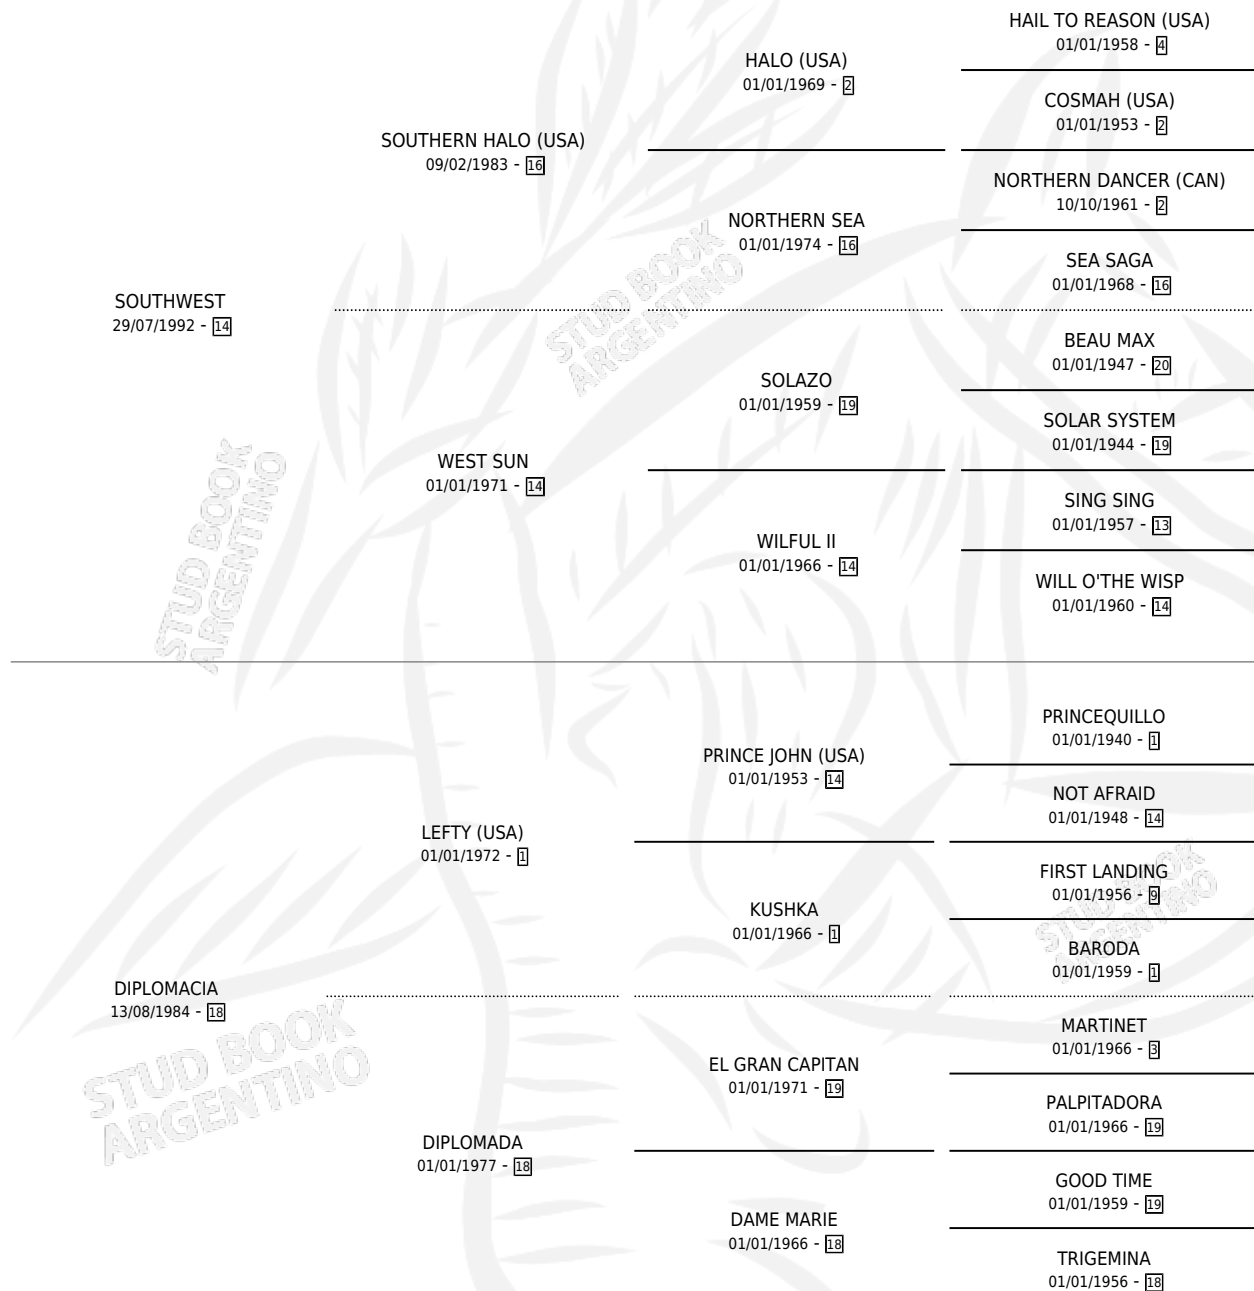 HAIL TO REASON (USA)
01/01/1958 - 4
HALO (USA)
01/01/1969 - 2
COSMAH (USA)
01/01/1953 - 2
SOUTHERN HALO (USA)
09/02/1983 - 16
NORTHERN DANCER (CAN)
10/10/1961 - 2
NORTHERN SEA
01/01/1974 - 16
SEA SAGA
01/01/1968 - 16
SOUTHWEST
29/07/1992 - 14
BEAU MAX
01/01/1947 - 20
SOLAZO
01/01/1959 - 19
SOLAR SYSTEM
01/01/1944 - 19
WEST SUN
01/01/1971 - 14
SING SING
01/01/1957 - 13
WILFUL II
01/01/1966 - 14
WILL O'THE WISP
01/01/1960 - 14
PRINCEQUILLO
01/01/1940 - 1
PRINCE JOHN (USA)
01/01/1953 - 14
NOT AFRAID
01/01/1948 - 14
LEFTY (USA)
01/01/1972 - 1
FIRST LANDING
01/01/1956 - 9
KUSHKA
01/01/1966 - 1
BARODA
01/01/1959 - 1
DIPLOMACIA
13/08/1984 - 18
MARTINET
01/01/1966 - 3
EL GRAN CAPITAN
01/01/1971 - 19
PALPITADORA
01/01/1966 - 19
DIPLOMADA
01/01/1977 - 18
GOOD TIME
01/01/1959 - 19
DAME MARIE
01/01/1966 - 18
TRIGEMINA
01/01/1956 - 18
STUD BOOK
ARGENTINO
STUD BOOK
ARGENTINO
STUD BOOK
ARGENTINO
STUD BOOK
ARGENTINO